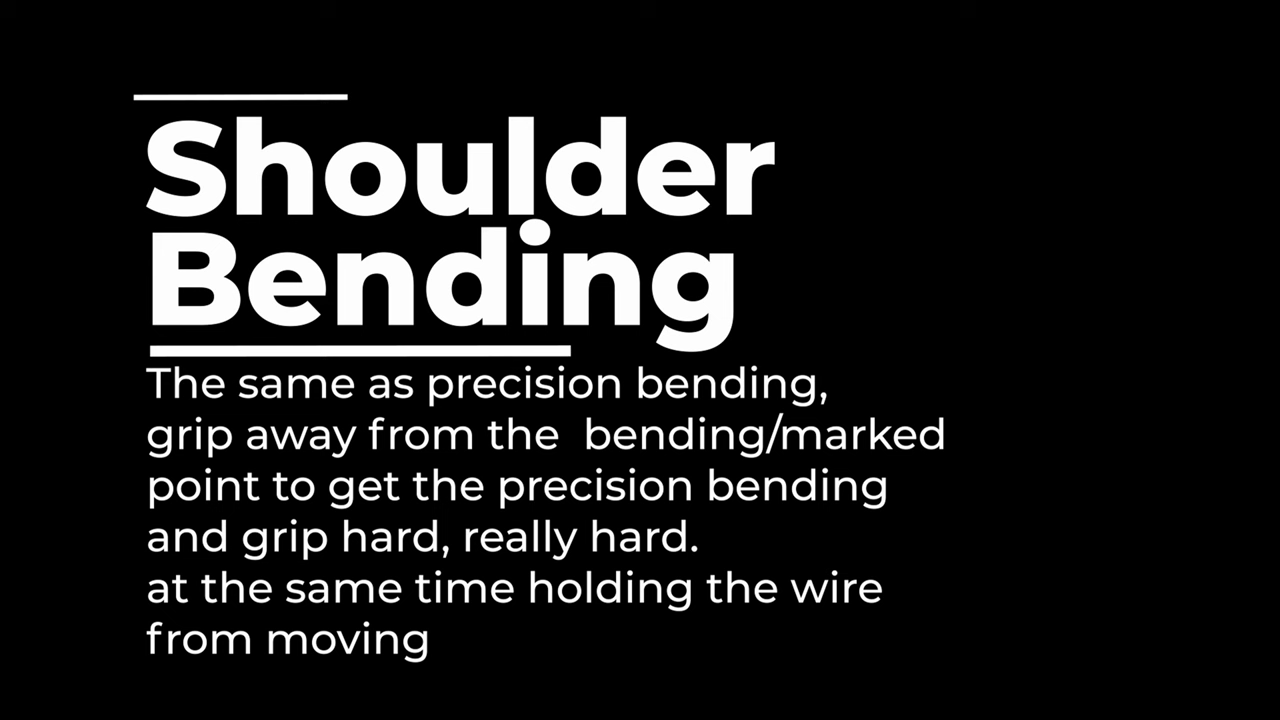 Shoulder
Bending
The same as precision bending,
grip away from the  bending/marked
point to get the precision bending
and grip hard, really hard.
at the same time holding the wire
from moving